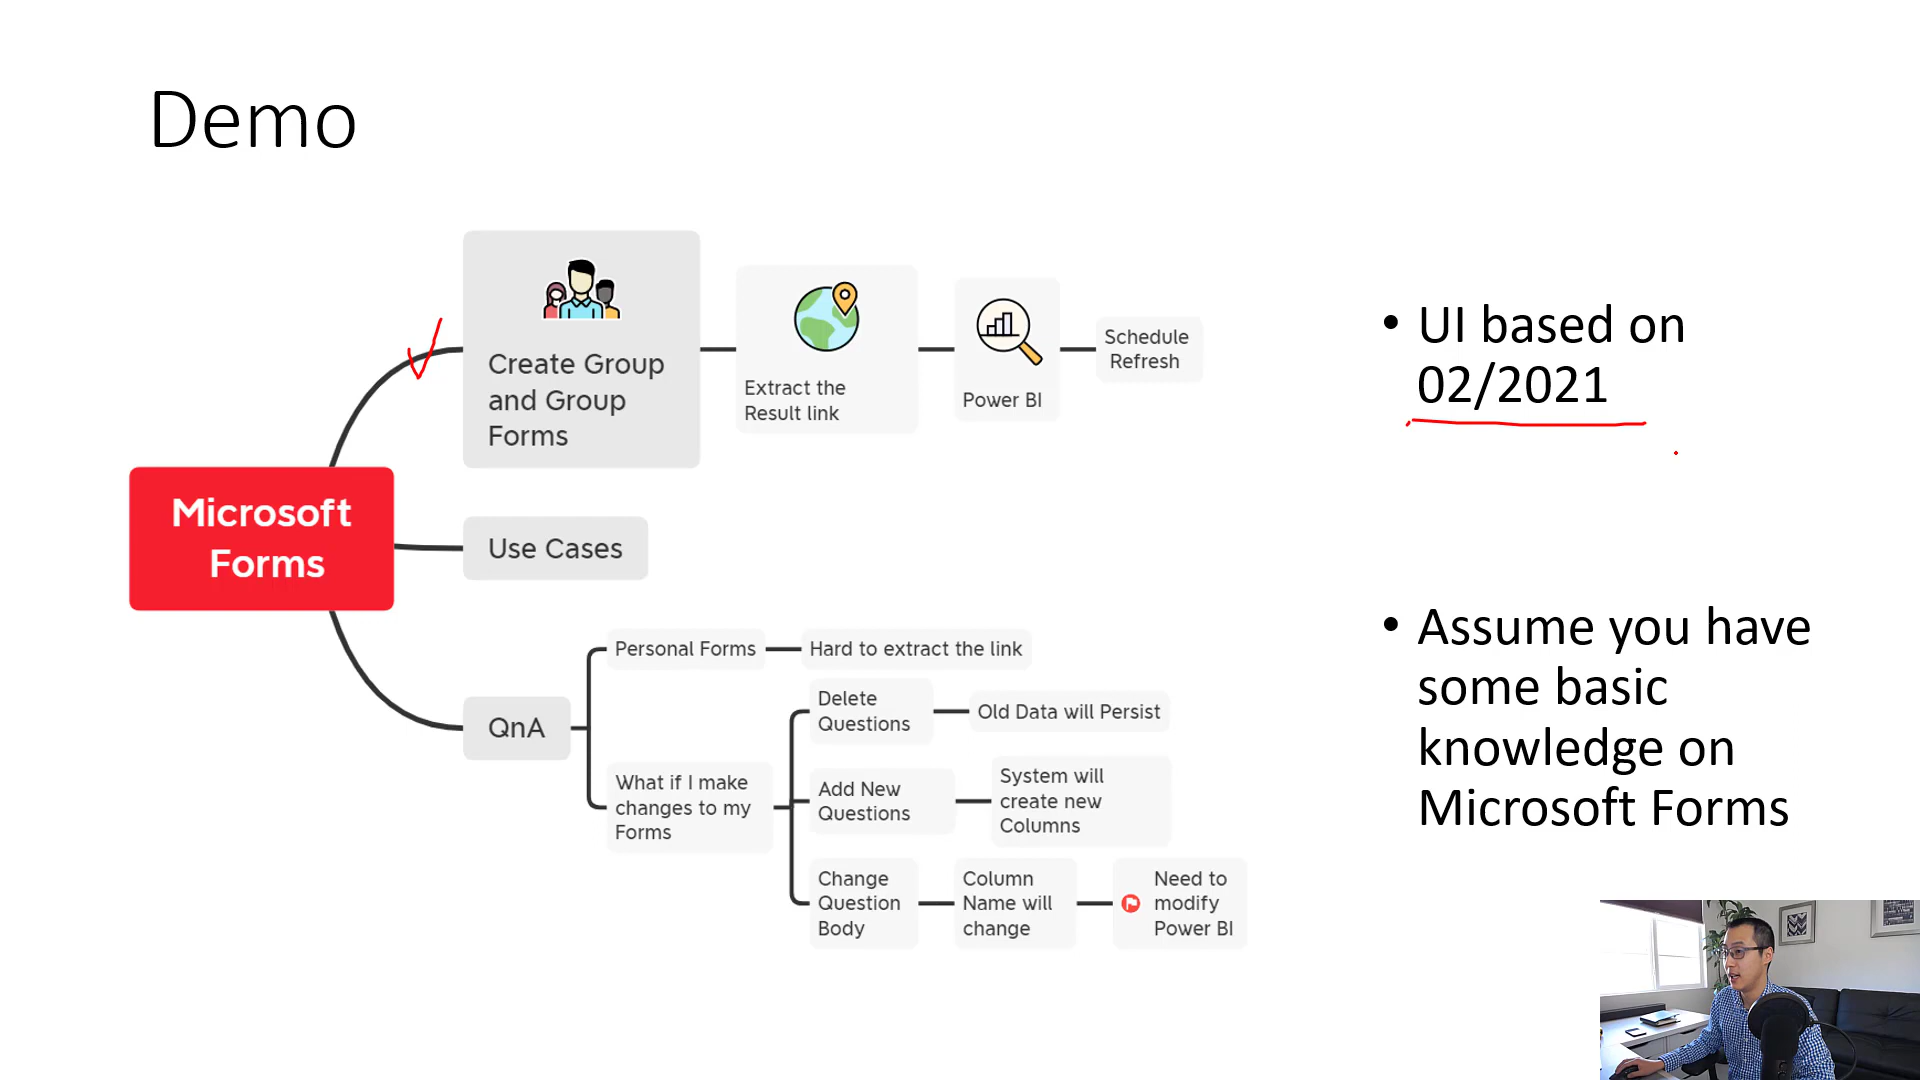 Demo
Create Group
and Group
Forms
Extract the
Result link
Power BI
Schedule
Refresh
Microsoft
Forms
Use Cases
QnA
Personal Forms
Hard to extract the link
What if I make
changes to my
Forms
Delete
Questions
Old Data will Persist
Add New
Questions
System will
create new
Columns
Change
Question
Body
Column
Name will
change
Need to
modify
Power BI
• UI based on
02/2021
• Assume you have
some basic
knowledge on
Microsoft Forms